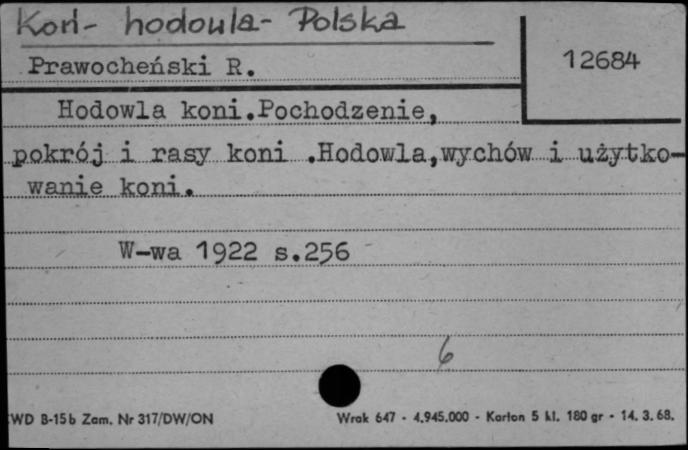 Koń- hodowla- Polska
Prawocheński R.
12684
Hodowla koni.Pochodzenie,
pokrój i rasy koni .Hodowla,wychów i użytko-
wanie koni.
W-wa 1922 s.256
6
WD B-15b Zam. Nr 317/DW/ON
Wrak 647 - 4.945.000 - Karton 5 kl. 180 gr - 14. 3. 68.